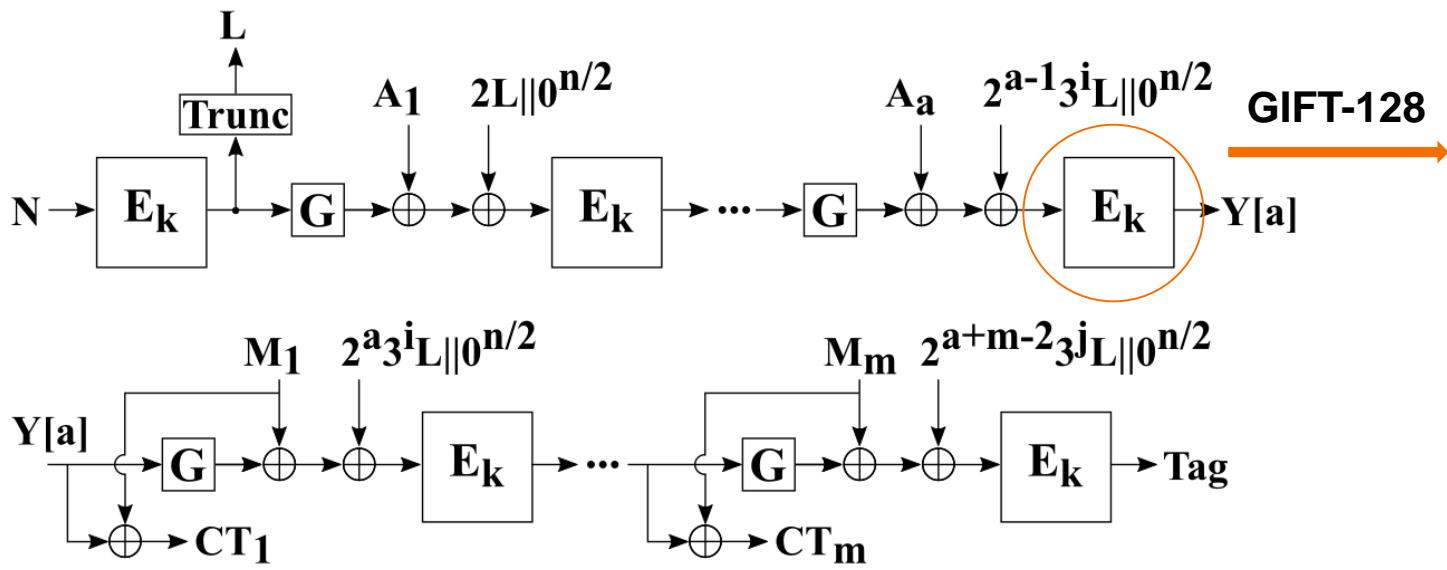 L
A₁ 2L||0ⁿ/² Aₐ 2ᵃ⁻¹3ⁱL||0ⁿ/² GIFT-128
Trunc
N Eₖ G Eₖ ... G Eₖ Y[a]
M₁ 2ᵃ3ⁱL||0ⁿ/² Mₘ 2ᵃ⁺ᵐ⁻²3ʲL||0ⁿ/²
Y[a] G Eₖ ... G Eₖ Tag
CT₁ CTₘ